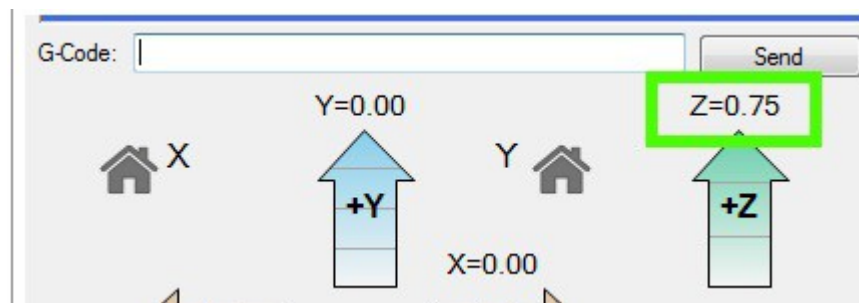 G-Code:
Send
Y=0.00
Z=0.75
X
Y
+Y
+Z
X=0.00